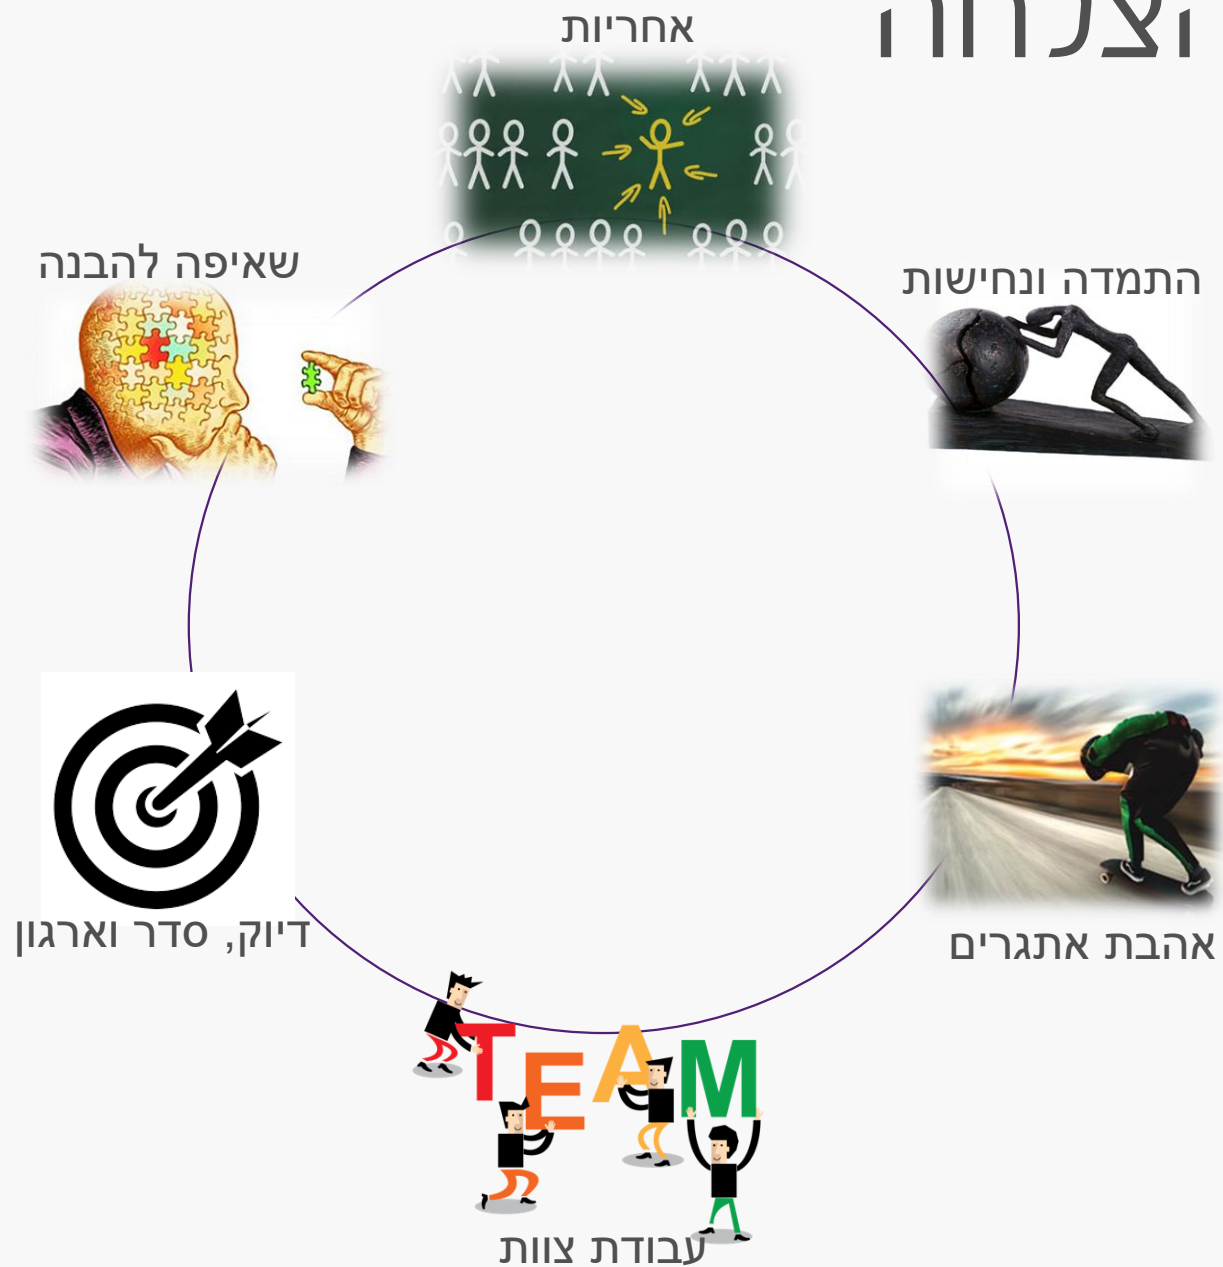 אחריות
התמדה ונחישות
שאיפה להבנה
אהבת אתגרים
דיוק, סדר וארגון
TEAM
עבודת צוות